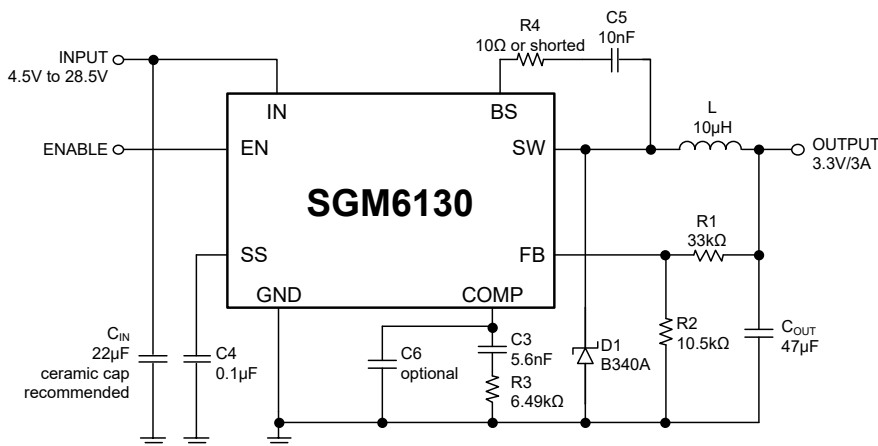 C5
R4
10nF
10Ω or shorted
INPUT
4.5V to 28.5V
IN
BS
L
10µH
ENABLE
EN
SW
OUTPUT
3.3V/3A
SGM6130
R1
33kΩ
SS
FB
GND
COMP
CIN
22µF
ceramic cap
recommended
C4
0.1µF
C6
optional
C3
5.6nF
R3
6.49kΩ
D1
B340A
R2
10.5kΩ
COUT
47µF